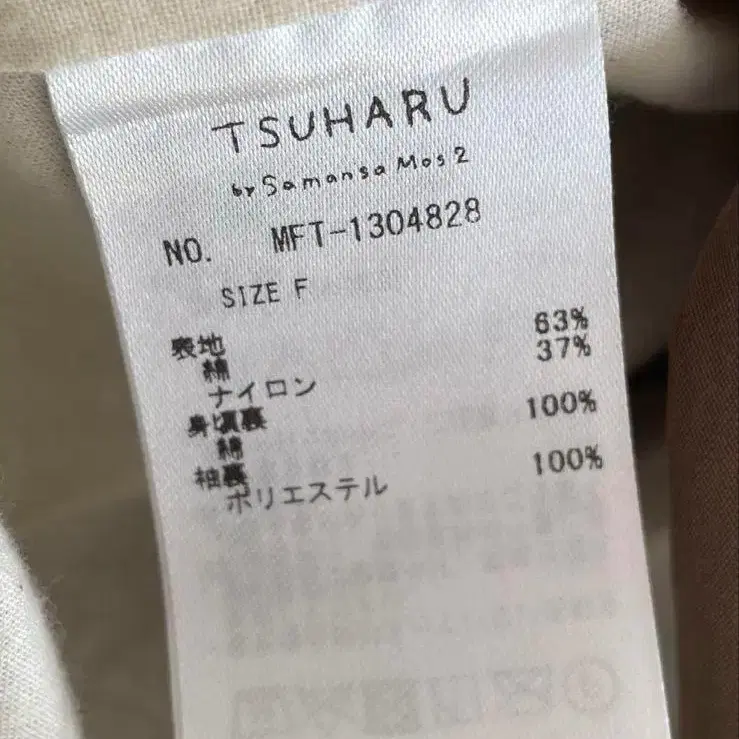 TSUHARU
by Samansa Mos2
NO. MFT-1304828
SIZE F
表地
綿 63%
ナイロン 37%
身頃裏
綿 100%
袖裏
ポリエステル 100%